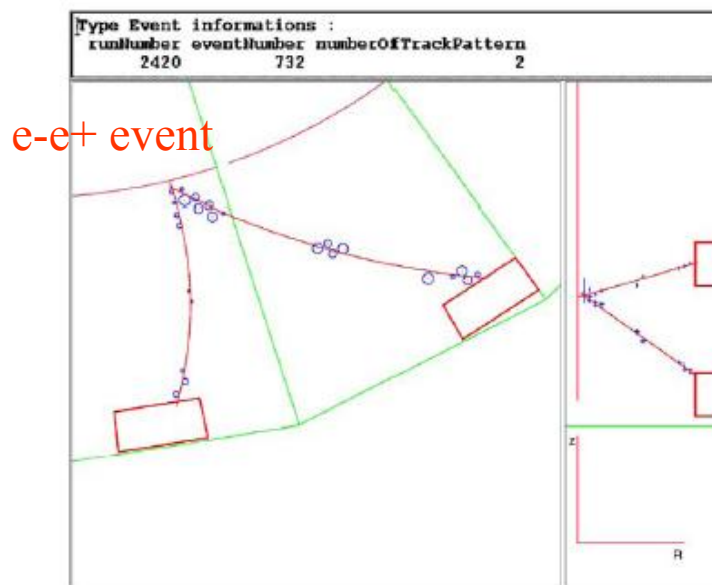 Type Event informations :
runNumber eventNumber numberOfTrackPattern
2420 732 2
e-e+ event
z
R